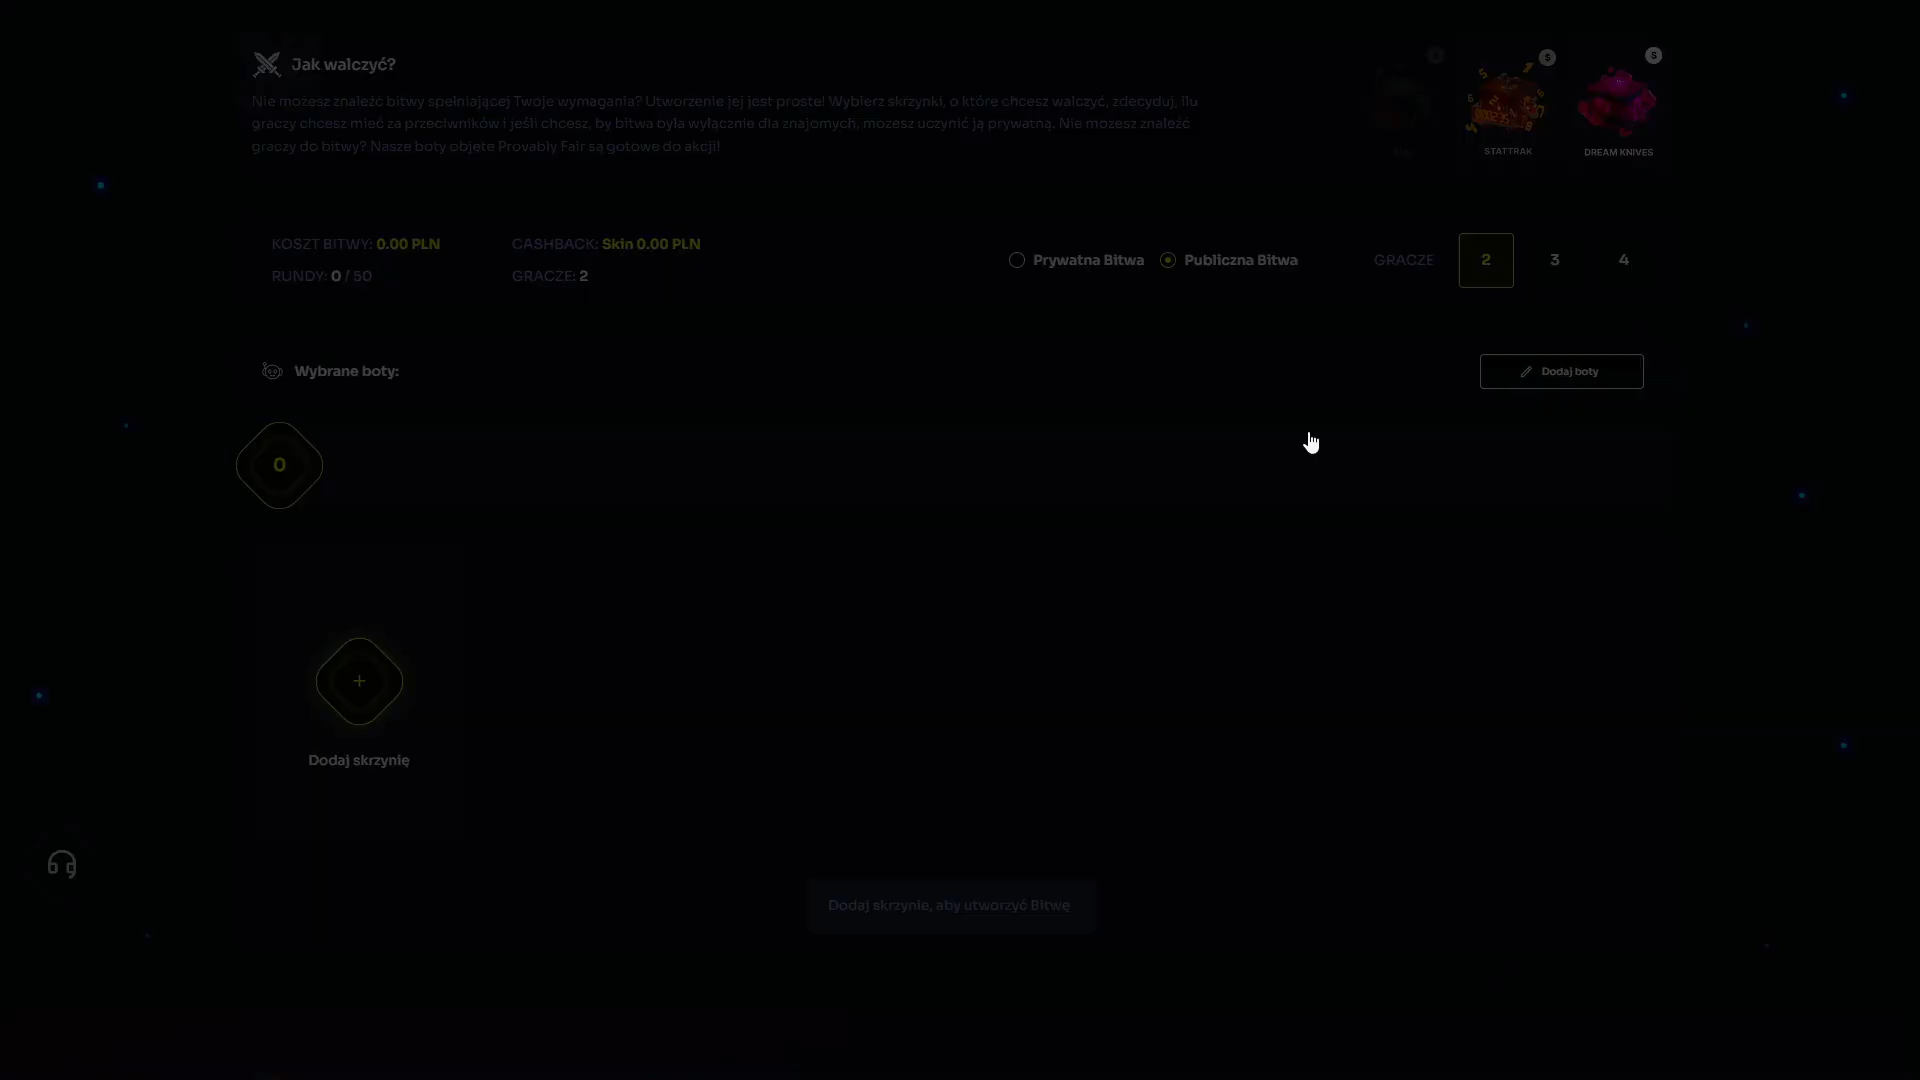 Jak walczyć?
Nie możesz znaleźć bitwy spełniającej Twoje wymagania? Utworzenie jej jest proste! Wybierz skrzynki, o które chcesz walczyć, zdecyduj, ilu
graczy chcesz mieć za przeciwników i jeśli chcesz, by bitwa była wyłącznie dla znajomych, możesz uczynić ją prywatną. Nie możesz znaleźć
graczy do bitwy? Nasze boty objęte Provably Fair są gotowe do akcji!
STATTRAK
DREAM KNIVES
KOSZT BITWY: 0.00 PLN
CASHBACK: Skin 0.00 PLN
RUNDY: 0 / 50
GRACZE: 2
Prywatna Bitwa
Publiczna Bitwa
GRACZE
2
3
4
Wybrane boty:
Dodaj boty
0
+
Dodaj skrzynię
Dodaj skrzynie, aby utworzyć Bitwę